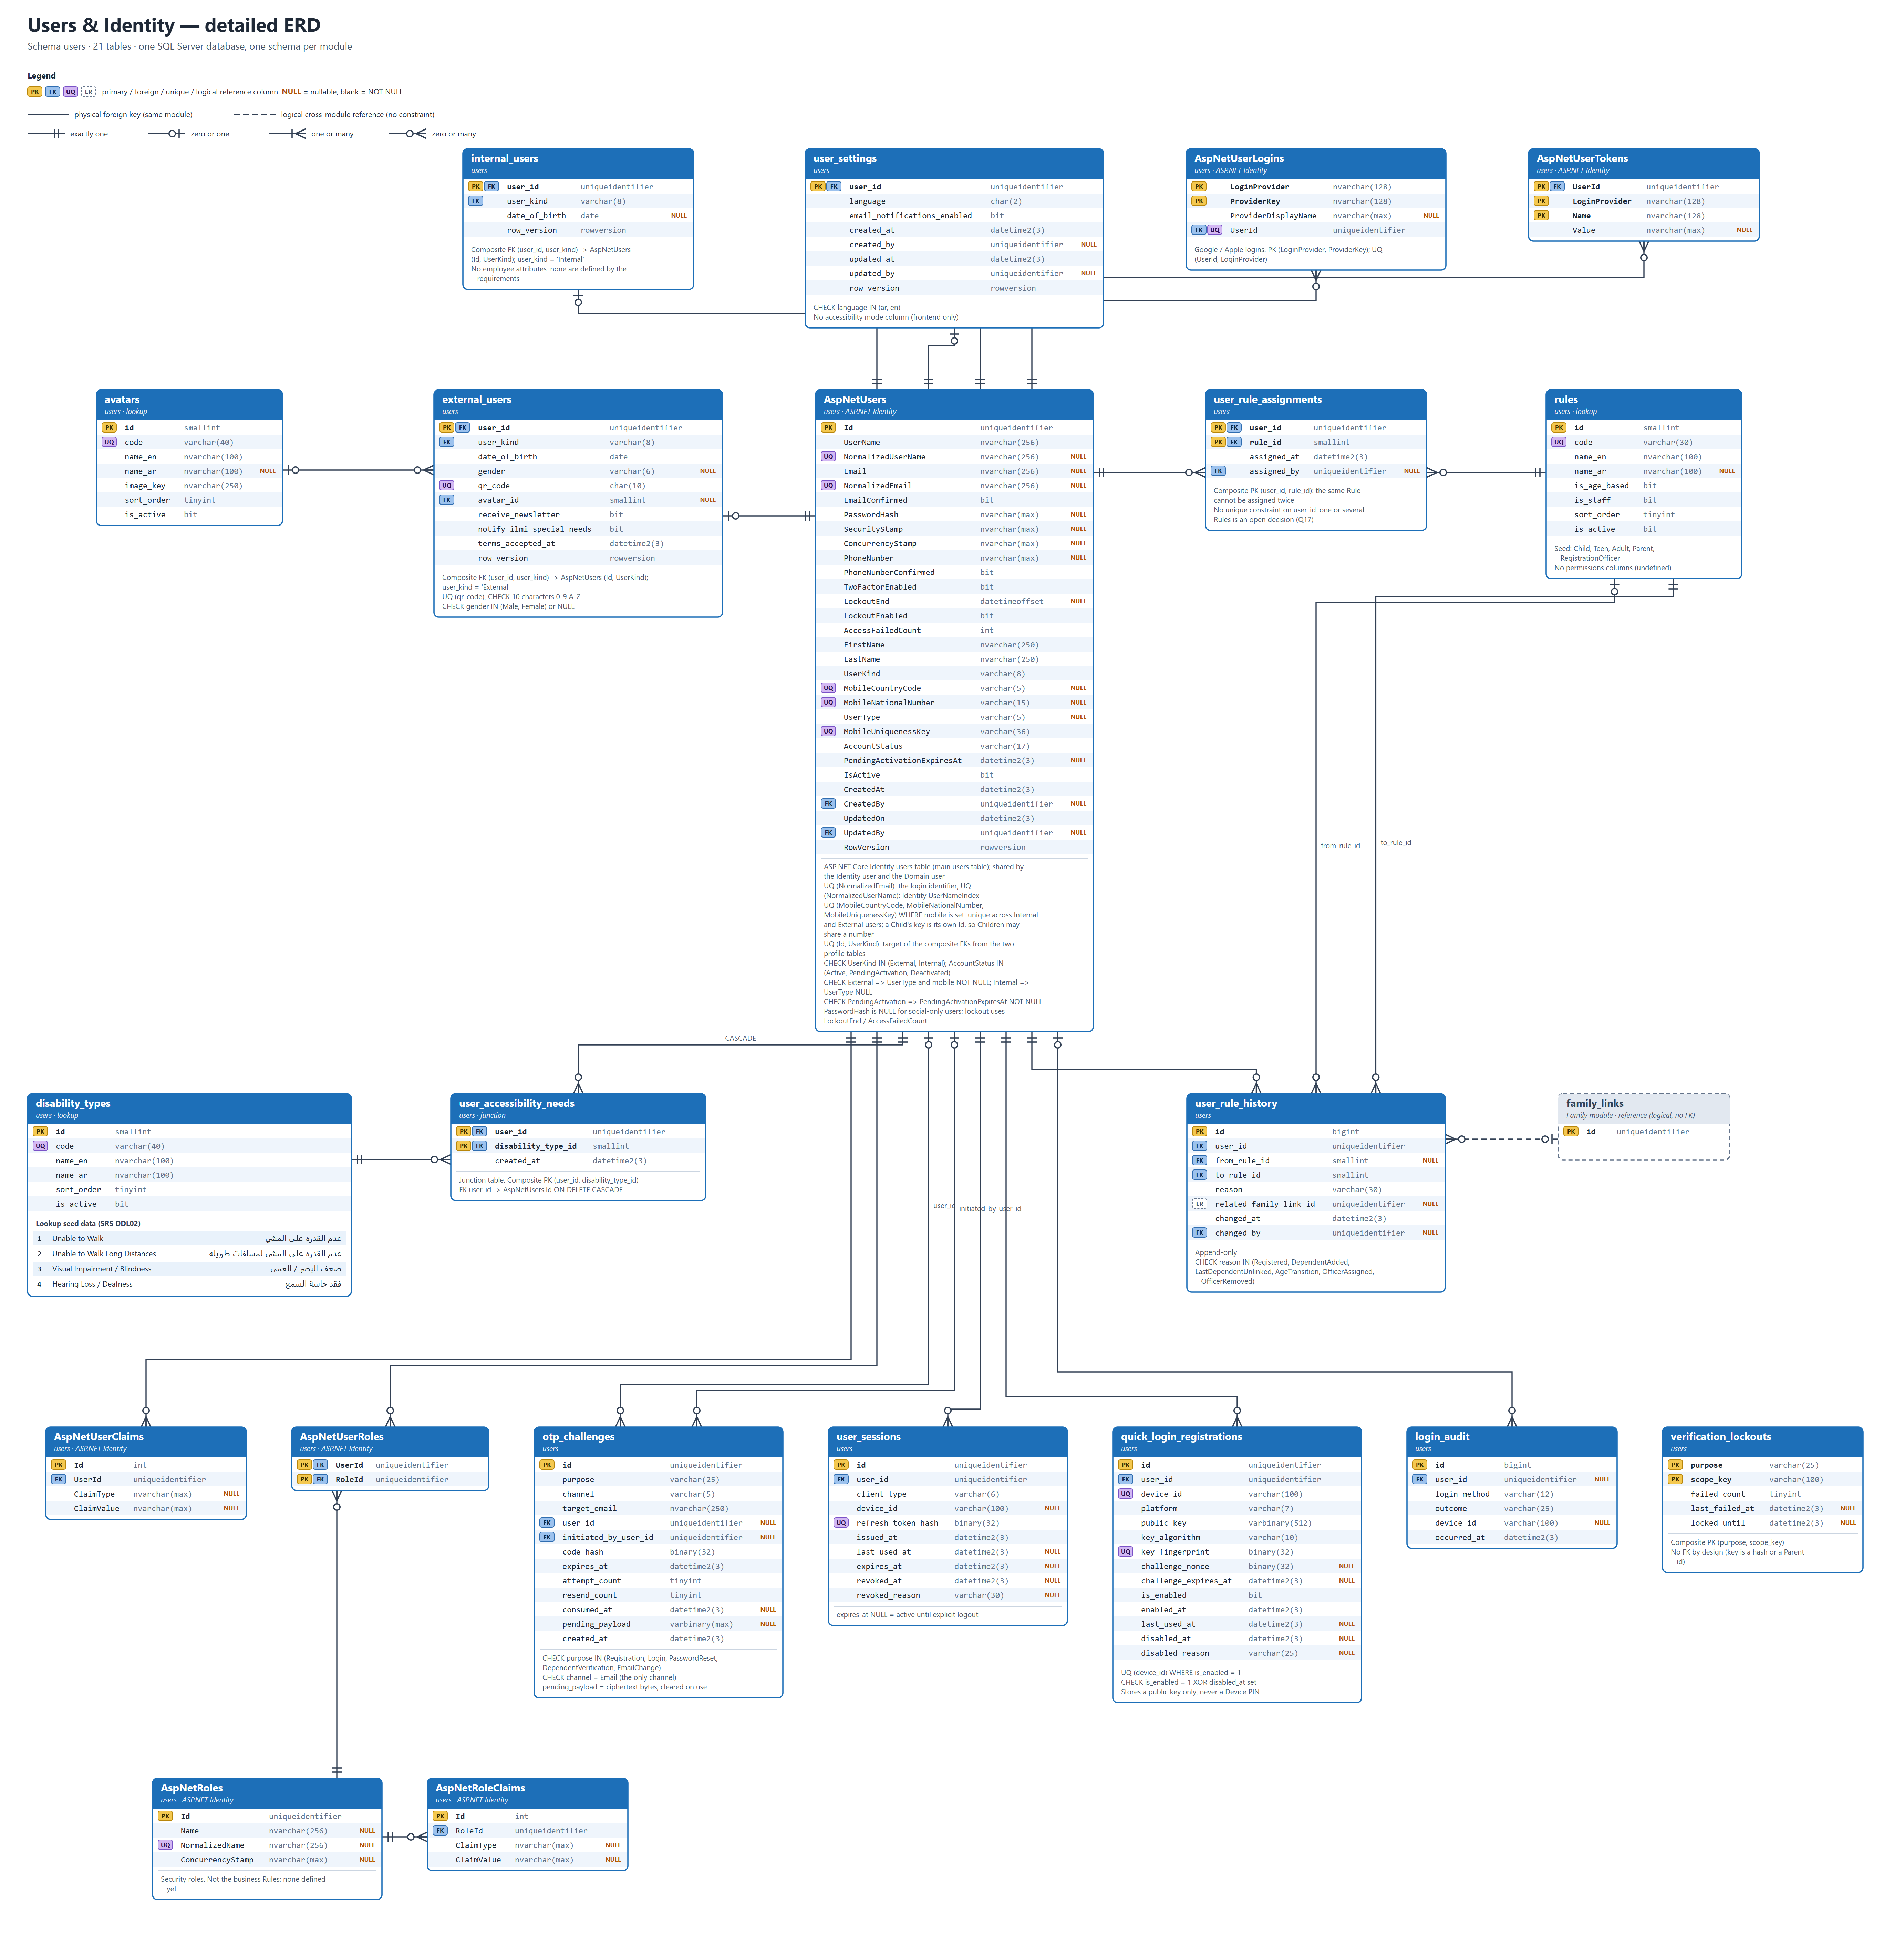 Users & Identity — detailed ERD
Schema users · 21 tables · one SQL Server database, one schema per module
Legend
PK FK UQ LR primary / foreign / unique / logical reference column. NULL = nullable, blank = NOT NULL
physical foreign key (same module) logical cross-module reference (no constraint)
exactly one zero or one one or many zero or many
internal_users
users
PK FK user_id uniqueidentifier
FK user_kind varchar(8)
date_of_birth date NULL
row_version rowversion
Composite FK (user_id, user_kind) -> AspNetUsers
(Id, UserKind); user_kind = 'Internal'
No employee attributes: none are defined by the
requirements
user_settings
users
PK FK user_id uniqueidentifier
language char(2)
email_notifications_enabled bit
created_at datetime2(3)
created_by uniqueidentifier NULL
updated_at datetime2(3)
updated_by uniqueidentifier NULL
row_version rowversion
CHECK language IN (ar, en)
No accessibility mode column (frontend only)
AspNetUserLogins
users · ASP.NET Identity
PK LoginProvider nvarchar(128)
PK ProviderKey nvarchar(128)
ProviderDisplayName nvarchar(max) NULL
FK UQ UserId uniqueidentifier
Google / Apple logins. PK (LoginProvider, ProviderKey); UQ
(UserId, LoginProvider)
AspNetUserTokens
users · ASP.NET Identity
PK FK UserId uniqueidentifier
PK LoginProvider nvarchar(128)
PK Name nvarchar(128)
Value nvarchar(max) NULL
avatars
users · lookup
PK id smallint
UQ code varchar(40)
name_en nvarchar(100)
name_ar nvarchar(100) NULL
image_key nvarchar(250)
sort_order tinyint
is_active bit
external_users
users
PK FK user_id uniqueidentifier
FK user_kind varchar(8)
date_of_birth date
gender varchar(6) NULL
UQ qr_code char(10)
FK avatar_id smallint NULL
receive_newsletter bit
notify_ilmi_special_needs bit
terms_accepted_at datetime2(3)
row_version rowversion
Composite FK (user_id, user_kind) -> AspNetUsers (Id, UserKind);
user_kind = 'External'
UQ (qr_code), CHECK 10 characters 0-9 A-Z
CHECK gender IN (Male, Female) or NULL
AspNetUsers
users · ASP.NET Identity
PK Id uniqueidentifier
UserName nvarchar(256)
UQ NormalizedUserName nvarchar(256) NULL
Email nvarchar(256) NULL
UQ NormalizedEmail nvarchar(256) NULL
EmailConfirmed bit
PasswordHash nvarchar(max) NULL
SecurityStamp nvarchar(max) NULL
ConcurrencyStamp nvarchar(max) NULL
PhoneNumber nvarchar(max) NULL
PhoneNumberConfirmed bit
TwoFactorEnabled bit
LockoutEnd datetimeoffset NULL
LockoutEnabled bit
AccessFailedCount int
FirstName nvarchar(250)
LastName nvarchar(250)
UserKind varchar(8)
UQ MobileCountryCode varchar(5) NULL
UQ MobileNationalNumber varchar(15) NULL
UserType varchar(5) NULL
UQ MobileUniquenessKey varchar(36)
AccountStatus varchar(17)
PendingActivationExpiresAt datetime2(3) NULL
IsActive bit
CreatedAt datetime2(3)
FK CreatedBy uniqueidentifier NULL
UpdatedOn datetime2(3)
FK UpdatedBy uniqueidentifier NULL
RowVersion rowversion
ASP.NET Core Identity users table (main users table); shared by
the Identity user and the Domain user
UQ (NormalizedEmail): the login identifier; UQ
(NormalizedUserName): Identity UserNameIndex
UQ (MobileCountryCode, MobileNationalNumber,
MobileUniquenessKey) WHERE mobile is set: unique across Internal
and External users; a Child's key is its own Id, so Children may
share a number
UQ (Id, UserKind): target of the composite FKs from the two
profile tables
CHECK UserKind IN (External, Internal); AccountStatus IN
(Active, PendingActivation, Deactivated)
CHECK External => UserType and mobile NOT NULL; Internal =>
UserType NULL
CHECK PendingActivation => PendingActivationExpiresAt NOT NULL
PasswordHash is NULL for social-only users; lockout uses
LockoutEnd / AccessFailedCount
user_rule_assignments
users
PK FK user_id uniqueidentifier
PK FK rule_id smallint
assigned_at datetime2(3)
FK assigned_by uniqueidentifier NULL
Composite PK (user_id, rule_id): the same Rule
cannot be assigned twice
No unique constraint on user_id: one or several
Rules is an open decision (Q17)
rules
users · lookup
PK id smallint
UQ code varchar(30)
name_en nvarchar(100)
name_ar nvarchar(100) NULL
is_age_based bit
is_staff bit
sort_order tinyint
is_active bit
Seed: Child, Teen, Adult, Parent,
RegistrationOfficer
No permissions columns (undefined)
from_rule_id
to_rule_id
CASCADE
disability_types
users · lookup
PK id smallint
UQ code varchar(40)
name_en nvarchar(100)
name_ar nvarchar(100)
sort_order tinyint
is_active bit
Lookup seed data (SRS DDL02)
1 Unable to Walk عدم القدرة على المشي
2 Unable to Walk Long Distances عدم القدرة على المشي لمسافات طويلة
3 Visual Impairment / Blindness ضعف البصر / العمى
4 Hearing Loss / Deafness فقد حاسة السمع
user_accessibility_needs
users · junction
PK FK user_id uniqueidentifier
PK FK disability_type_id smallint
created_at datetime2(3)
Junction table: Composite PK (user_id, disability_type_id)
FK user_id -> AspNetUsers.Id ON DELETE CASCADE
user_id
initiated_by_user_id
user_rule_history
users
PK id bigint
FK user_id uniqueidentifier
FK from_rule_id smallint NULL
FK to_rule_id smallint
reason varchar(30)
LR related_family_link_id uniqueidentifier NULL
changed_at datetime2(3)
FK changed_by uniqueidentifier NULL
Append-only
CHECK reason IN (Registered, DependentAdded,
LastDependentUnlinked, AgeTransition, OfficerAssigned,
OfficerRemoved)
family_links
Family module · reference (logical, no FK)
PK id uniqueidentifier
AspNetUserClaims
users · ASP.NET Identity
PK Id int
FK UserId uniqueidentifier
ClaimType nvarchar(max) NULL
ClaimValue nvarchar(max) NULL
AspNetUserRoles
users · ASP.NET Identity
PK FK UserId uniqueidentifier
PK FK RoleId uniqueidentifier
otp_challenges
users
PK id uniqueidentifier
purpose varchar(25)
channel varchar(5)
target_email nvarchar(250)
FK user_id uniqueidentifier NULL
FK initiated_by_user_id uniqueidentifier NULL
code_hash binary(32)
expires_at datetime2(3)
attempt_count tinyint
resend_count tinyint
consumed_at datetime2(3) NULL
pending_payload varbinary(max) NULL
created_at datetime2(3)
CHECK purpose IN (Registration, Login, PasswordReset,
DependentVerification, EmailChange)
CHECK channel = Email (the only channel)
pending_payload = ciphertext bytes, cleared on use
user_sessions
users
PK id uniqueidentifier
FK user_id uniqueidentifier
client_type varchar(6)
device_id varchar(100) NULL
UQ refresh_token_hash binary(32)
issued_at datetime2(3)
last_used_at datetime2(3) NULL
expires_at datetime2(3) NULL
revoked_at datetime2(3) NULL
revoked_reason varchar(30) NULL
expires_at NULL = active until explicit logout
quick_login_registrations
users
PK id uniqueidentifier
FK user_id uniqueidentifier
UQ device_id varchar(100)
platform varchar(7)
public_key varbinary(512)
key_algorithm varchar(10)
UQ key_fingerprint binary(32)
challenge_nonce binary(32) NULL
challenge_expires_at datetime2(3) NULL
is_enabled bit
enabled_at datetime2(3)
last_used_at datetime2(3) NULL
disabled_at datetime2(3) NULL
disabled_reason varchar(25) NULL
UQ (device_id) WHERE is_enabled = 1
CHECK is_enabled = 1 XOR disabled_at set
Stores a public key only, never a Device PIN
login_audit
users
PK id bigint
FK user_id uniqueidentifier NULL
login_method varchar(12)
outcome varchar(25)
device_id varchar(100) NULL
occurred_at datetime2(3)
verification_lockouts
users
PK purpose varchar(25)
PK scope_key varchar(100)
failed_count tinyint
last_failed_at datetime2(3) NULL
locked_until datetime2(3) NULL
Composite PK (purpose, scope_key)
No FK by design (key is a hash or a Parent
id)
AspNetRoles
users · ASP.NET Identity
PK Id uniqueidentifier
Name nvarchar(256) NULL
UQ NormalizedName nvarchar(256) NULL
ConcurrencyStamp nvarchar(max) NULL
Security roles. Not the business Rules; none defined
yet
AspNetRoleClaims
users · ASP.NET Identity
PK Id int
FK RoleId uniqueidentifier
ClaimType nvarchar(max) NULL
ClaimValue nvarchar(max) NULL